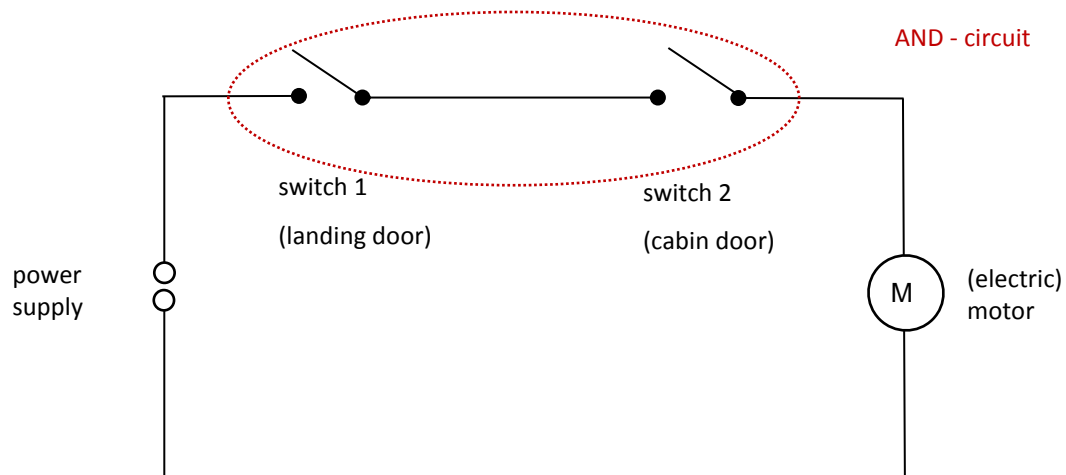 AND - circuit
switch 1
(landing door)
switch 2
(cabin door)
power
supply
M
(electric)
motor